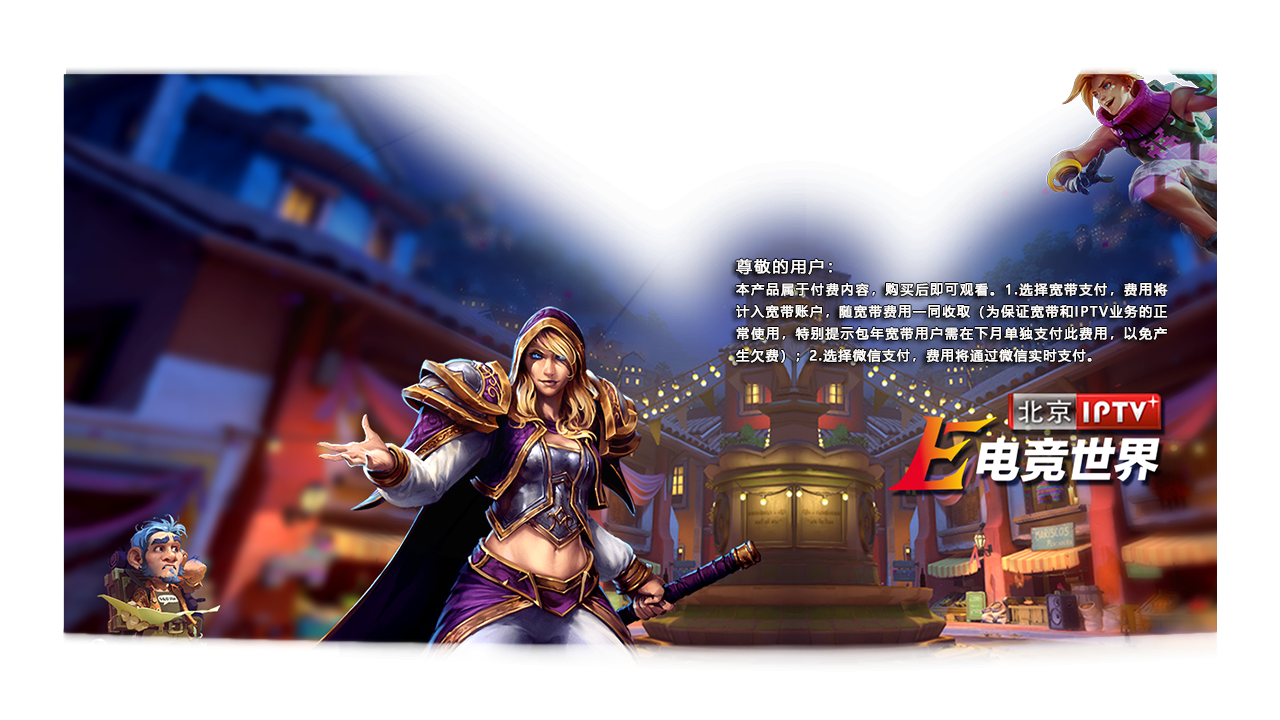 尊敬的用户：
本产品属于付费内容，购买后即可观看。1.选择宽带支付，费用将
计入宽带账户，随宽带费用一同收取（为保证宽带和IPTV业务的正
常使用，特别提示包年宽带用户需在下月单独支付此费用，以免产
生欠费）；2.选择微信支付，费用将通过微信实时支付。
北京IPTV+
E电竞世界
MARISCOS